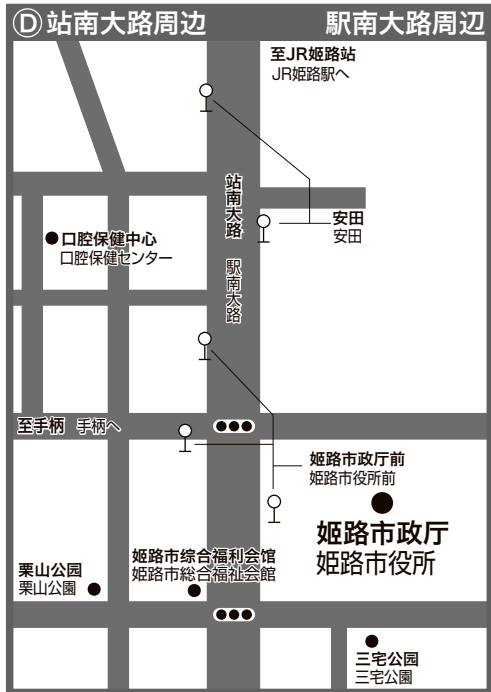 D 站南大路周边 駅南大路周辺
至JR姫路站
JR姫路駅へ
站南大路 駅南大路
安田
安田
口腔保健中心
口腔保健センター
至手柄 手柄へ
姫路市政厅前
姫路市役所前
姫路市政厅
姫路市役所
姫路市综合福利会馆
姫路市総合福祉会館
栗山公园
栗山公園
三宅公园
三宅公園